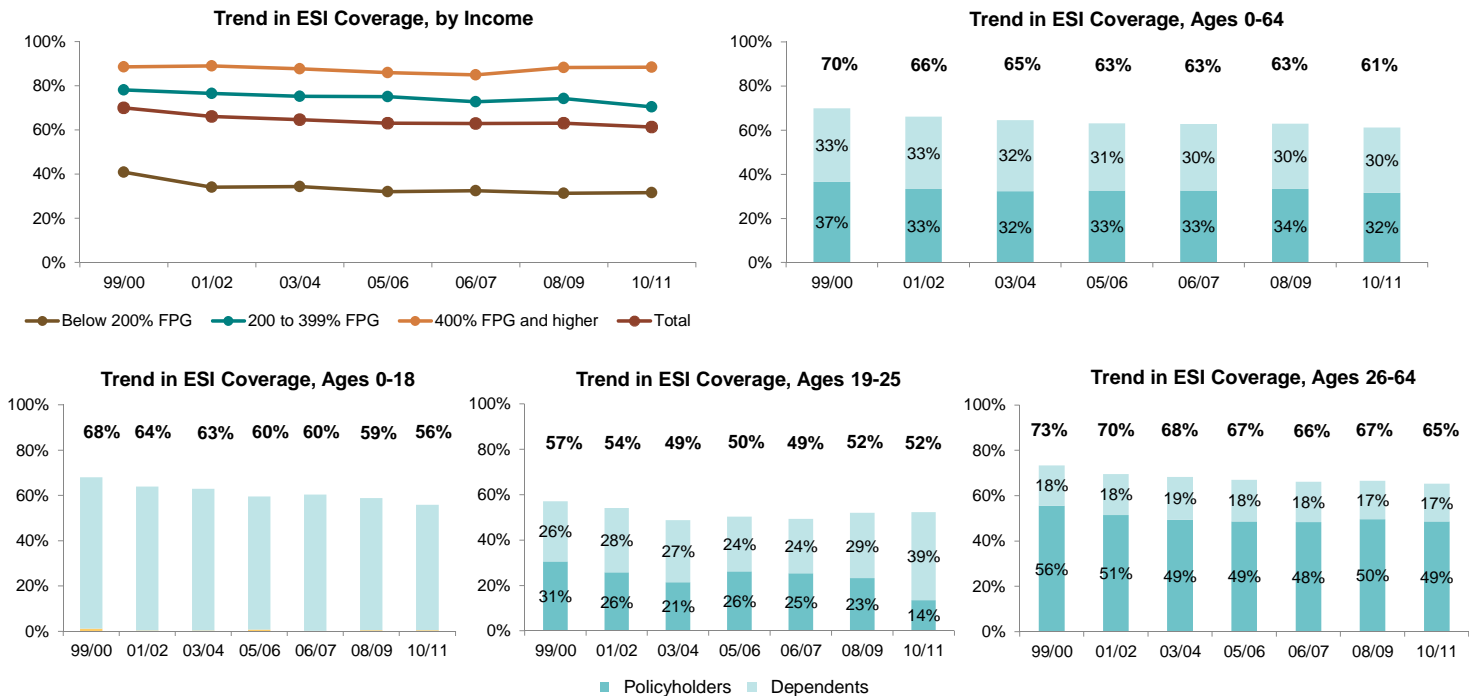 Trend in ESI Coverage, by Income
100%
80%
60%
40%
20%
0%
99/00 01/02 03/04 05/06 06/07 08/09 10/11
Below 200% FPG 200 to 399% FPG 400% FPG and higher Total
Trend in ESI Coverage, Ages 0-64
100%
80%
60%
40%
20%
0%
70% 66% 65% 63% 63% 63% 61%
33% 33% 32% 31% 30% 30% 30%
37% 33% 32% 33% 33% 34% 32%
99/00 01/02 03/04 05/06 06/07 08/09 10/11
Trend in ESI Coverage, Ages 0-18
100%
80%
60%
40%
20%
0%
68% 64% 63% 60% 60% 59% 56%
99/00 01/02 03/04 05/06 06/07 08/09 10/11
Trend in ESI Coverage, Ages 19-25
100%
80%
60%
40%
20%
0%
57% 54% 49% 50% 49% 52% 52%
26% 28% 27% 24% 24% 29% 39%
31% 26% 21% 26% 25% 23% 14%
99/00 01/02 03/04 05/06 06/07 08/09 10/11
Trend in ESI Coverage, Ages 26-64
100%
80%
60%
40%
20%
0%
73% 70% 68% 67% 66% 67% 65%
18% 18% 19% 18% 18% 17% 17%
56% 51% 49% 49% 48% 50% 49%
99/00 01/02 03/04 05/06 06/07 08/09 10/11
Policyholders Dependents